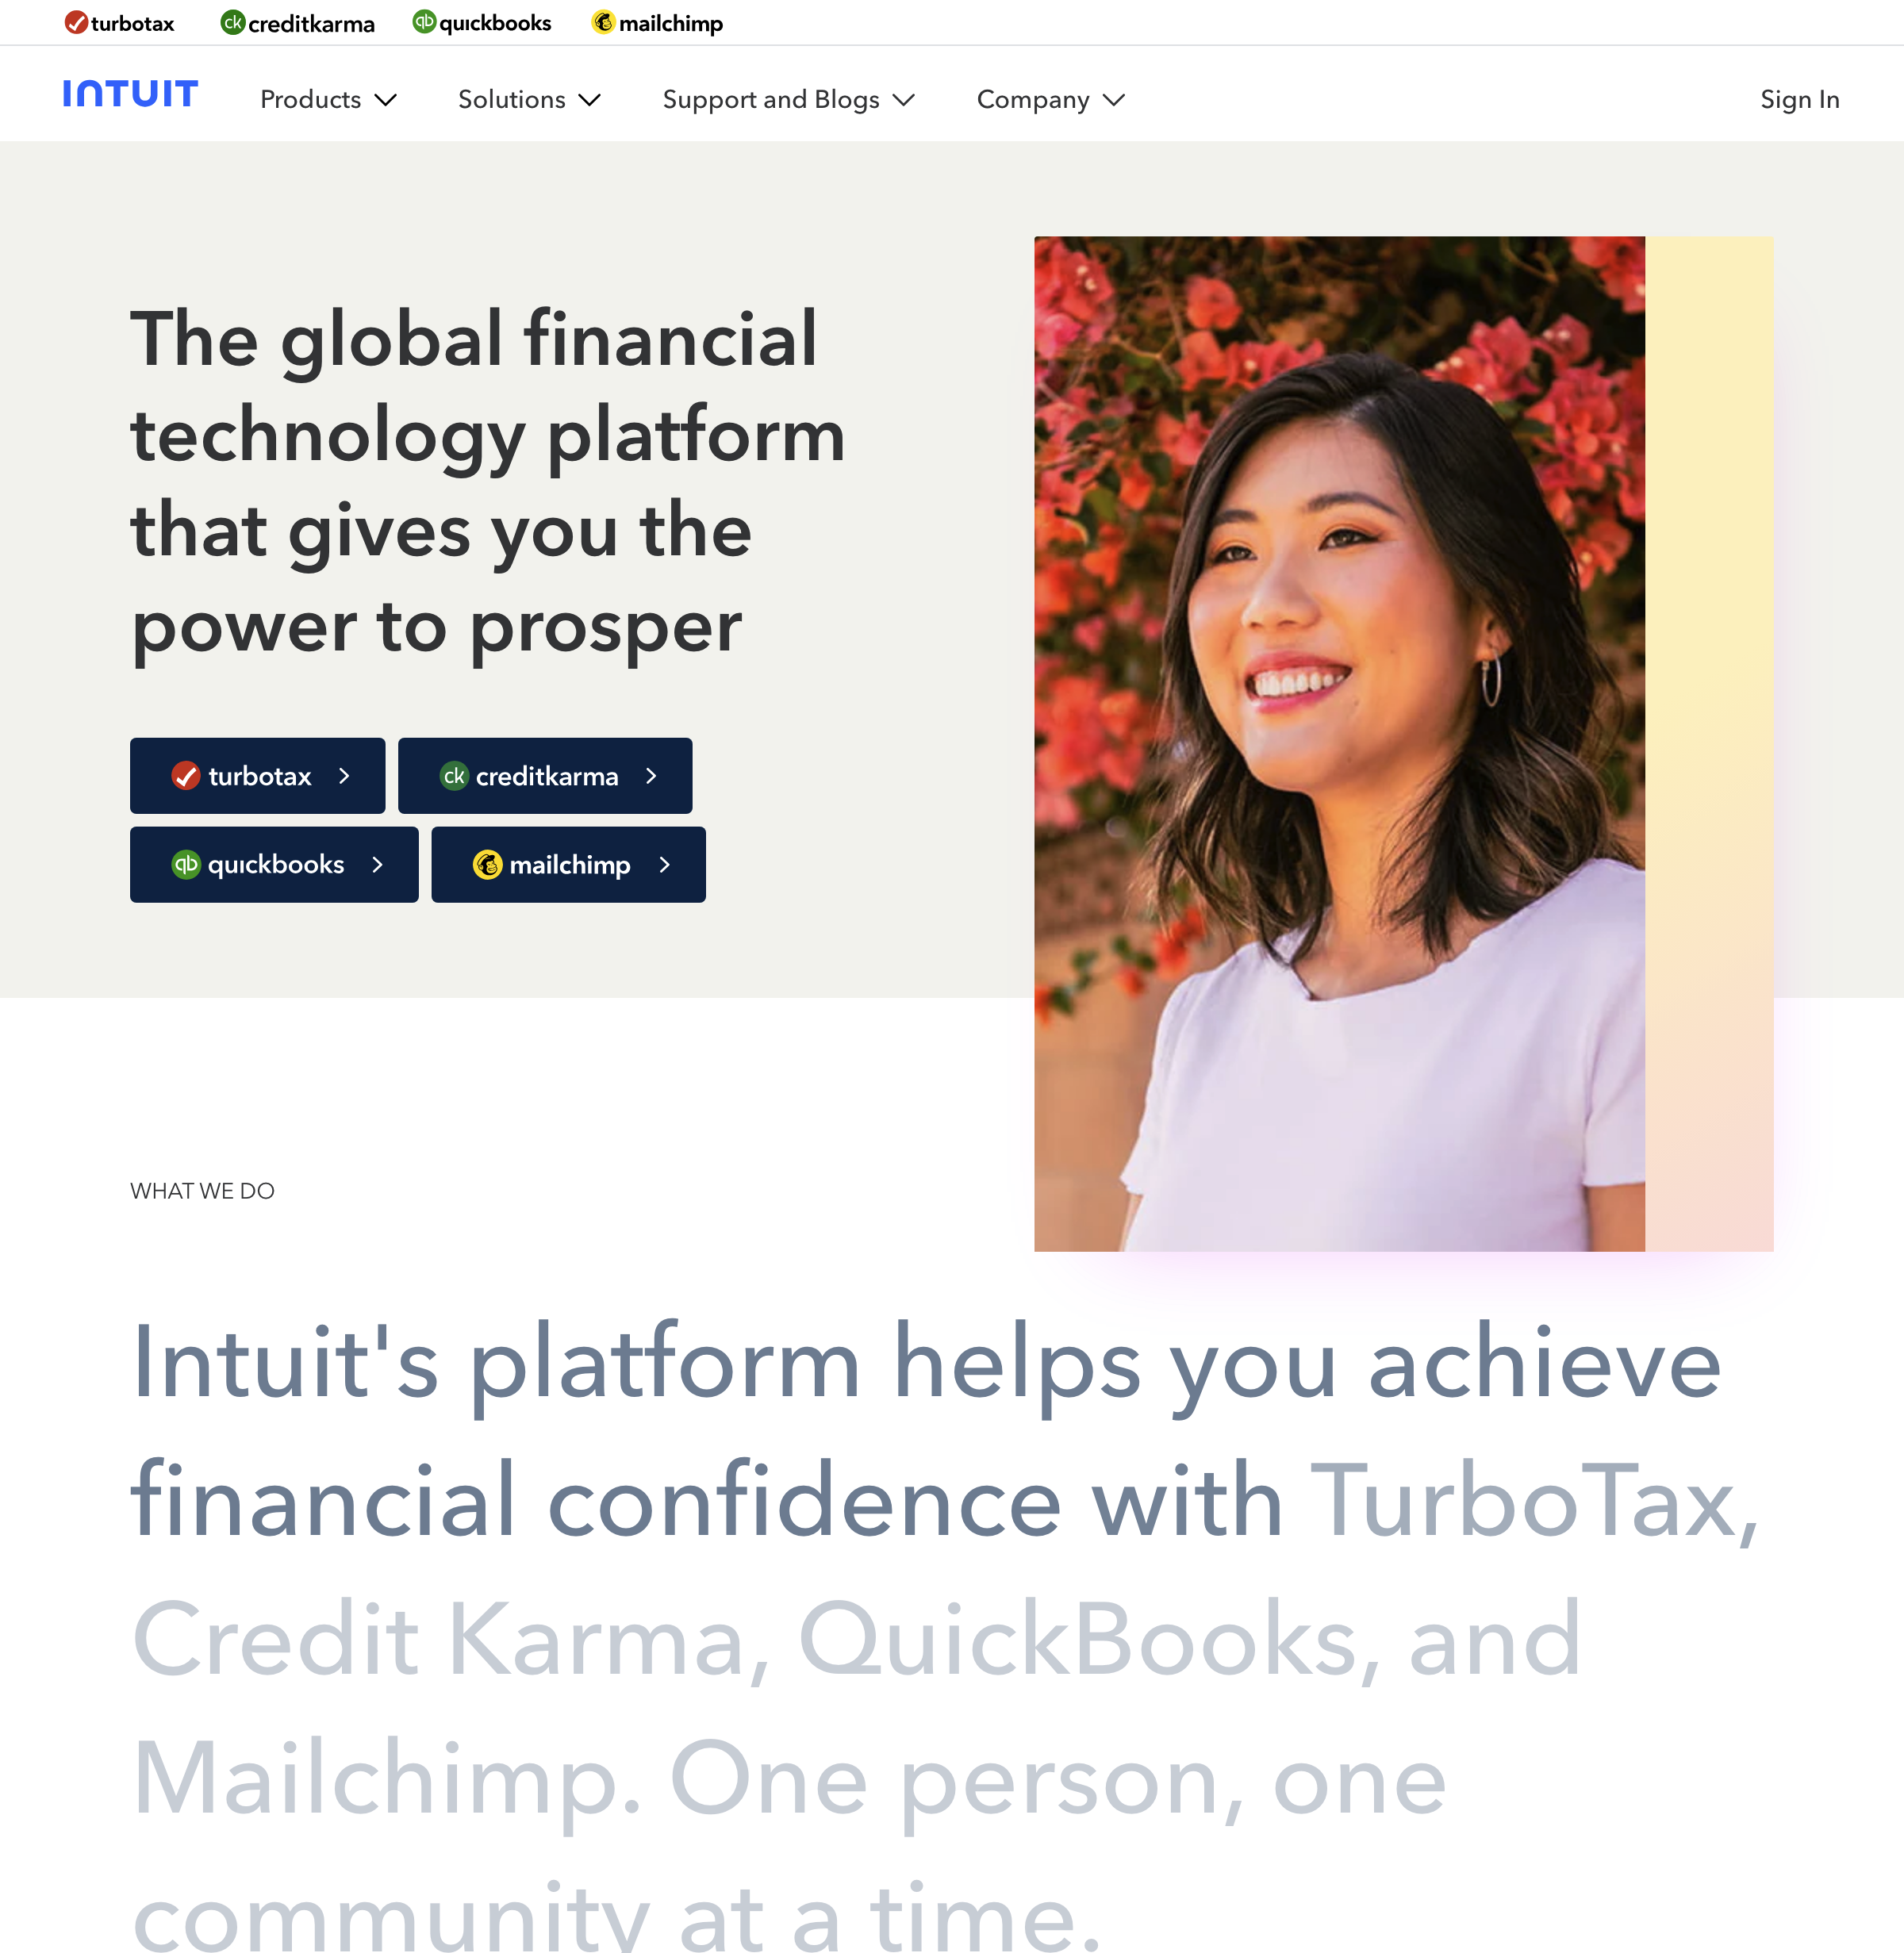 turbotax creditkarma quickbooks mailchimp
INTUIT Products Solutions Support and Blogs Company Sign In
The global financial
technology platform
that gives you the
power to prosper
turbotax creditkarma
quickbooks mailchimp
WHAT WE DO
Intuit's platform helps you achieve
financial confidence with TurboTax,
Credit Karma, QuickBooks, and
Mailchimp. One person, one
community at a time.